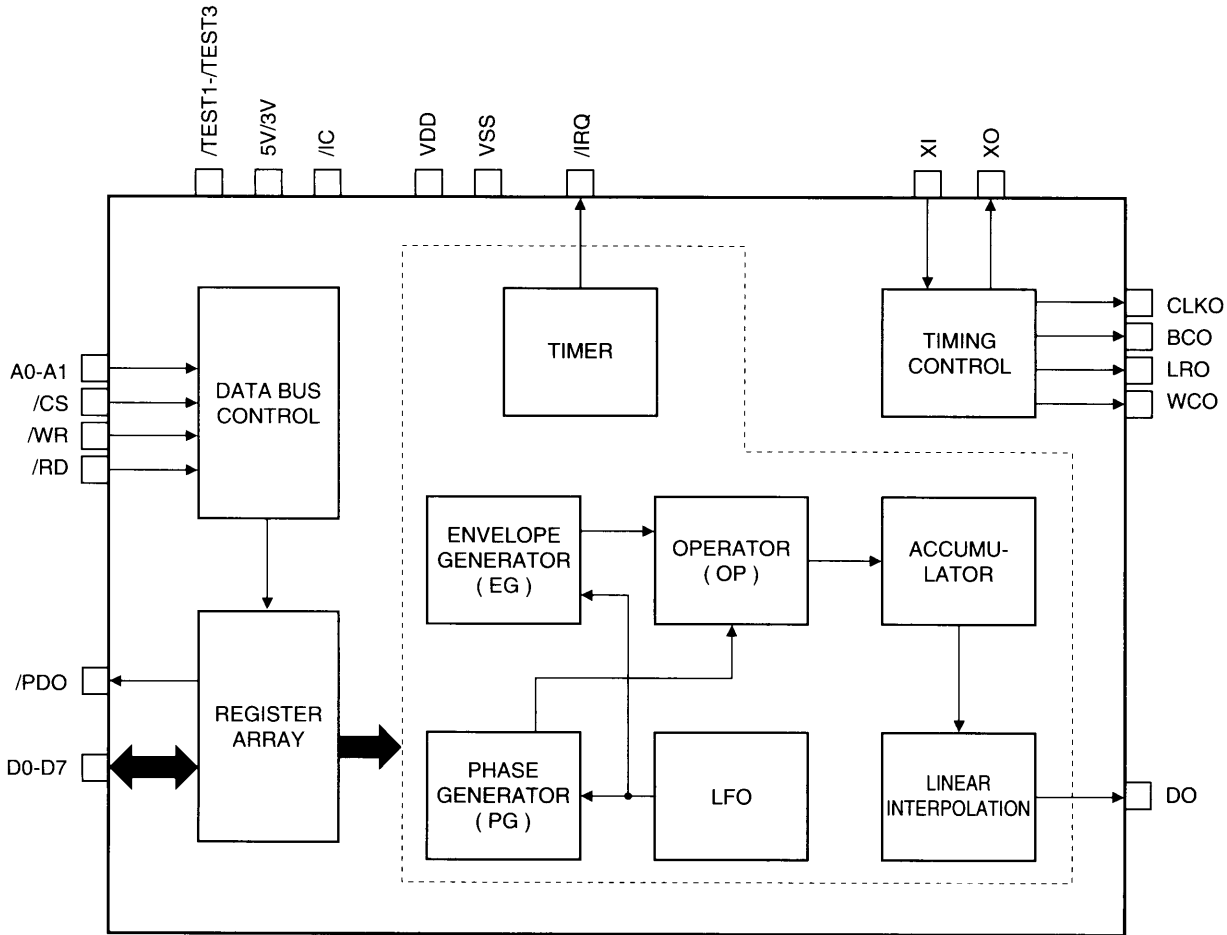 /TEST1-/TEST3
5V/3V
/IC
VDD
VSS
/IRQ
XI
XO
A0-A1
/CS
/WR
/RD
DATA BUS
CONTROL
TIMER
TIMING
CONTROL
CLKO
BCO
LRO
WCO
ENVELOPE
GENERATOR
( EG )
OPERATOR
( OP )
ACCUMU-
LATOR
/PDO
D0-D7
REGISTER
ARRAY
PHASE
GENERATOR
( PG )
LFO
LINEAR
INTERPOLATION
DO